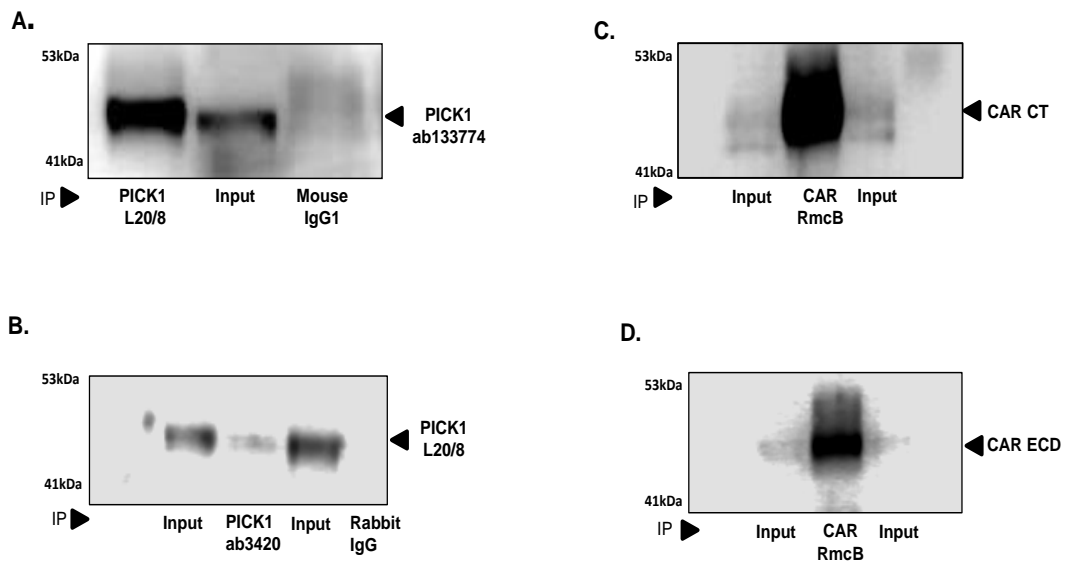 A.
53kDa
41kDa
PICK1
ab133774
IP
PICK1
L20/8
Input
Mouse
IgG1
B.
53kDa
41kDa
PICK1
L20/8
IP
Input
PICK1
ab3420
Input
Rabbit
IgG
C.
53kDa
41kDa
CAR CT
IP
Input
CAR
RmcB
Input
D.
53kDa
41kDa
CAR ECD
IP
Input
CAR
RmcB
Input